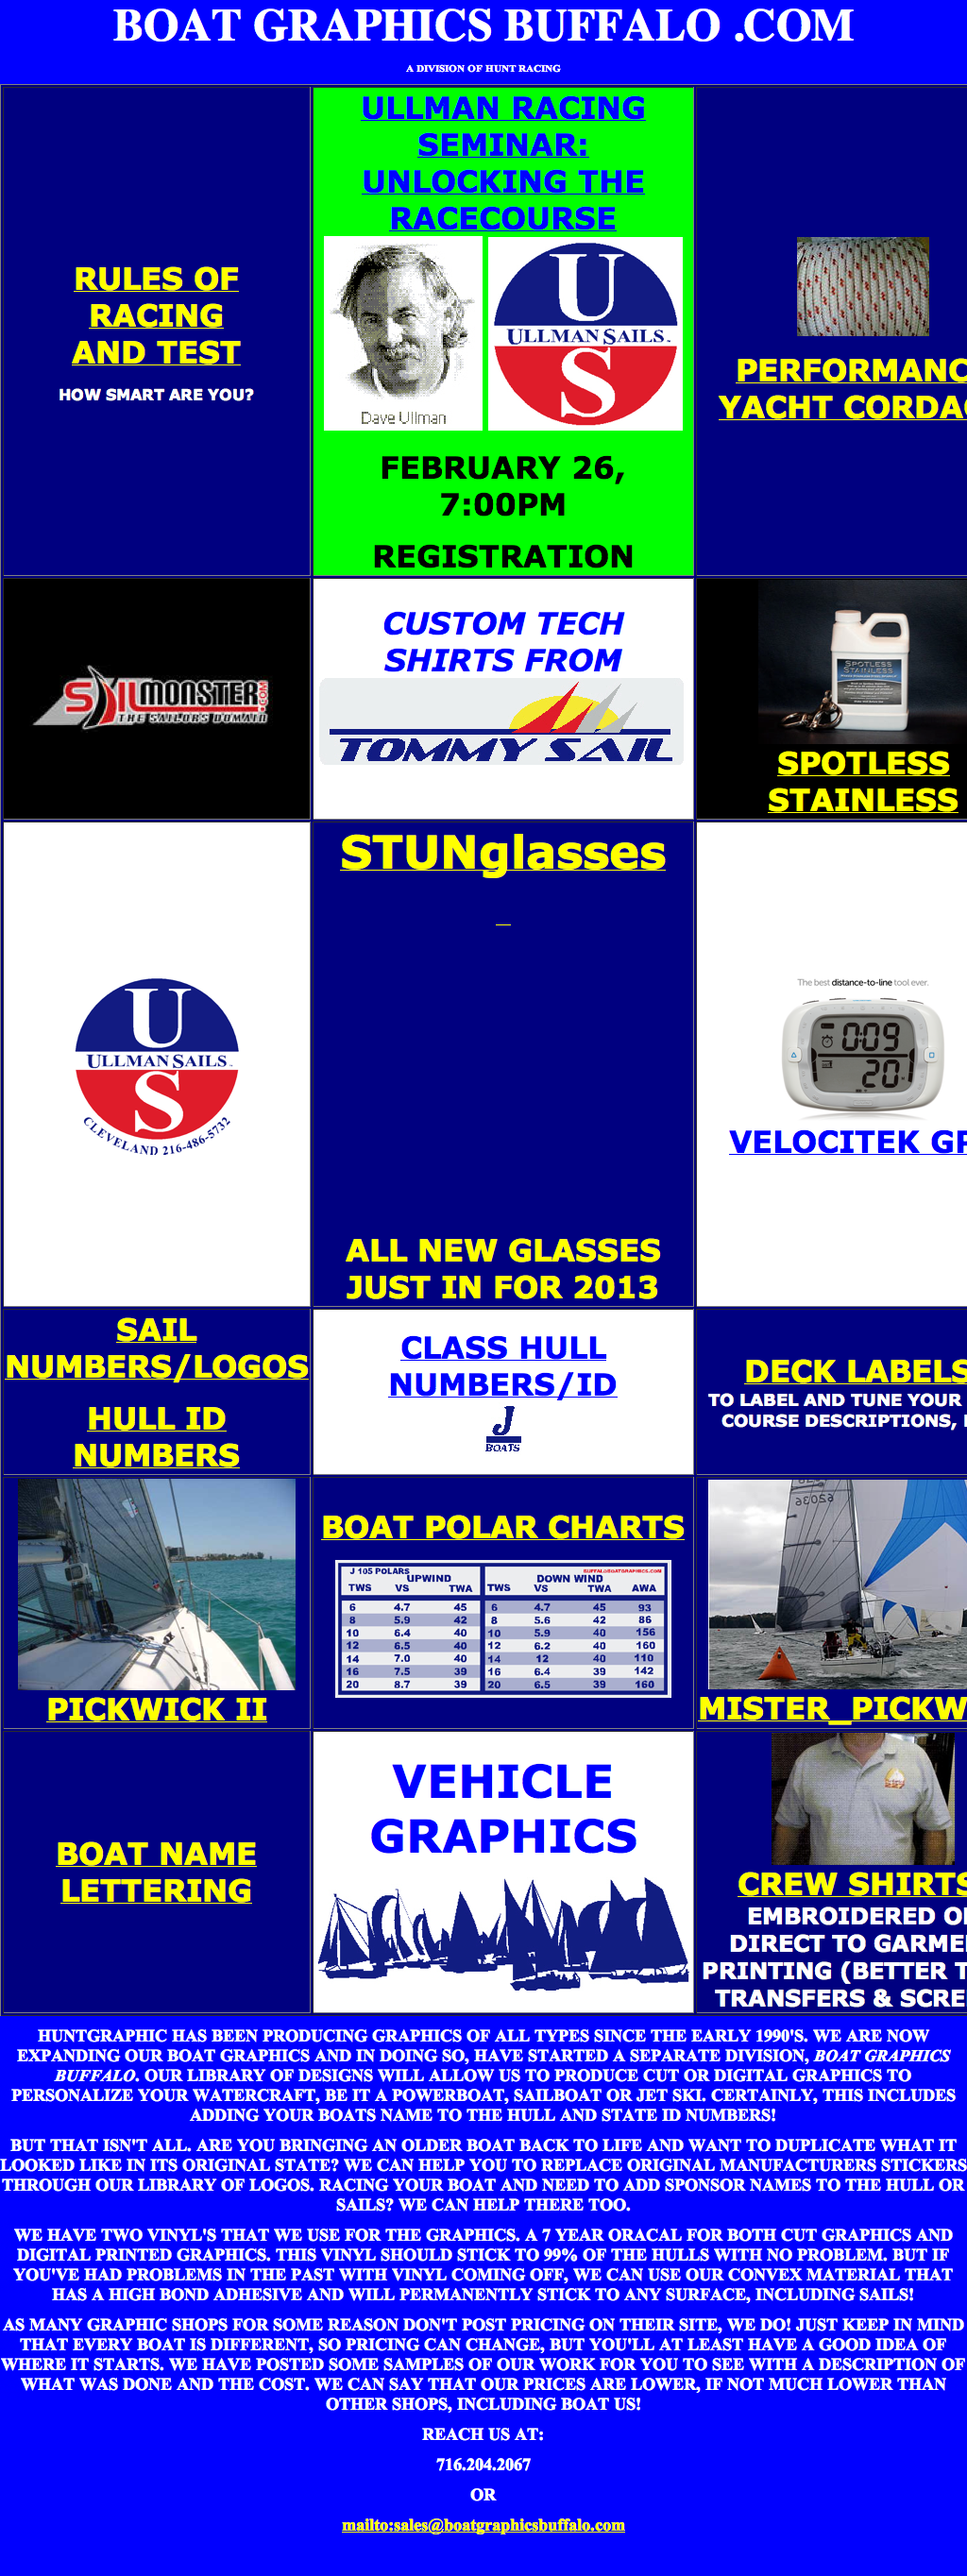 BOAT GRAPHICS BUFFALO .COM
A DIVISION OF HUNT RACING
RULES OF
RACING
AND TEST
HOW SMART ARE YOU?
ULLMAN RACING
SEMINAR:
UNLOCKING THE
RACECOURSE
Dave Ullman
U
ULLMAN SAILS
S
FEBRUARY 26,
7:00PM
REGISTRATION
PERFORMANC
YACHT CORDA
SAILMONSTER.COM
THE SAILOR'S DOMAIN
CUSTOM TECH
SHIRTS FROM
TOMMY SAIL
SPOTLESS
STAINLESS
SPOTLESS
STAINLESS
U
ULLMAN SAILS
S
CLEVELAND 216-486-5732
STUNglasses
ALL NEW GLASSES
JUST IN FOR 2013
The best distance-to-line tool ever.
0:09
20
VELOCITEK GP
SAIL
NUMBERS/LOGOS
HULL ID
NUMBERS
CLASS HULL
NUMBERS/ID
J
BOATS
DECK LABELS
TO LABEL AND TUNE YOUR
COURSE DESCRIPTIONS,
PICKWICK II
BOAT POLAR CHARTS
J 105 POLARS BUFFALOBOATGRAPHICS.COM
UPWIND DOWN WIND
TWS VS TWA TWS VS TWA AWA
6 4.7 45 6 4.7 45 93
8 5.9 42 8 5.6 42 86
10 6.4 40 10 5.9 40 156
12 6.5 40 12 6.2 40 160
14 7.0 40 14 12 40 110
16 7.5 39 16 6.4 39 142
20 8.7 39 20 6.5 39 160
62036
MISTER_PICKW
BOAT NAME
LETTERING
VEHICLE
GRAPHICS
CREW SHIRTS
EMBROIDERED O
DIRECT TO GARME
PRINTING (BETTER T
TRANSFERS & SCRE
HUNTGRAPHIC HAS BEEN PRODUCING GRAPHICS OF ALL TYPES SINCE THE EARLY 1990'S. WE ARE NOW
EXPANDING OUR BOAT GRAPHICS AND IN DOING SO, HAVE STARTED A SEPARATE DIVISION, BOAT GRAPHICS
BUFFALO. OUR LIBRARY OF DESIGNS WILL ALLOW US TO PRODUCE CUT OR DIGITAL GRAPHICS TO
PERSONALIZE YOUR WATERCRAFT, BE IT A POWERBOAT, SAILBOAT OR JET SKI. CERTAINLY, THIS INCLUDES
ADDING YOUR BOATS NAME TO THE HULL AND STATE ID NUMBERS!
BUT THAT ISN'T ALL. ARE YOU BRINGING AN OLDER BOAT BACK TO LIFE AND WANT TO DUPLICATE WHAT IT
LOOKED LIKE IN ITS ORIGINAL STATE? WE CAN HELP YOU TO REPLACE ORIGINAL MANUFACTURERS STICKERS
THROUGH OUR LIBRARY OF LOGOS. RACING YOUR BOAT AND NEED TO ADD SPONSOR NAMES TO THE HULL OR
SAILS? WE CAN HELP THERE TOO.
WE HAVE TWO VINYL'S THAT WE USE FOR THE GRAPHICS. A 7 YEAR ORACAL FOR BOTH CUT GRAPHICS AND
DIGITAL PRINTED GRAPHICS. THIS VINYL SHOULD STICK TO 99% OF THE HULLS WITH NO PROBLEM. BUT IF
YOU'VE HAD PROBLEMS IN THE PAST WITH VINYL COMING OFF, WE CAN USE OUR CONVEX MATERIAL THAT
HAS A HIGH BOND ADHESIVE AND WILL PERMANENTLY STICK TO ANY SURFACE, INCLUDING SAILS!
AS MANY GRAPHIC SHOPS FOR SOME REASON DON'T POST PRICING ON THEIR SITE, WE DO! JUST KEEP IN MIND
THAT EVERY BOAT IS DIFFERENT, SO PRICING CAN CHANGE, BUT YOU'LL AT LEAST HAVE A GOOD IDEA OF
WHERE IT STARTS. WE HAVE POSTED SOME SAMPLES OF OUR WORK FOR YOU TO SEE WITH A DESCRIPTION OF
WHAT WAS DONE AND THE COST. WE CAN SAY THAT OUR PRICES ARE LOWER, IF NOT MUCH LOWER THAN
OTHER SHOPS, INCLUDING BOAT US!
REACH US AT:
716.204.2067
OR
mailto:sales@boatgraphicsbuffalo.com